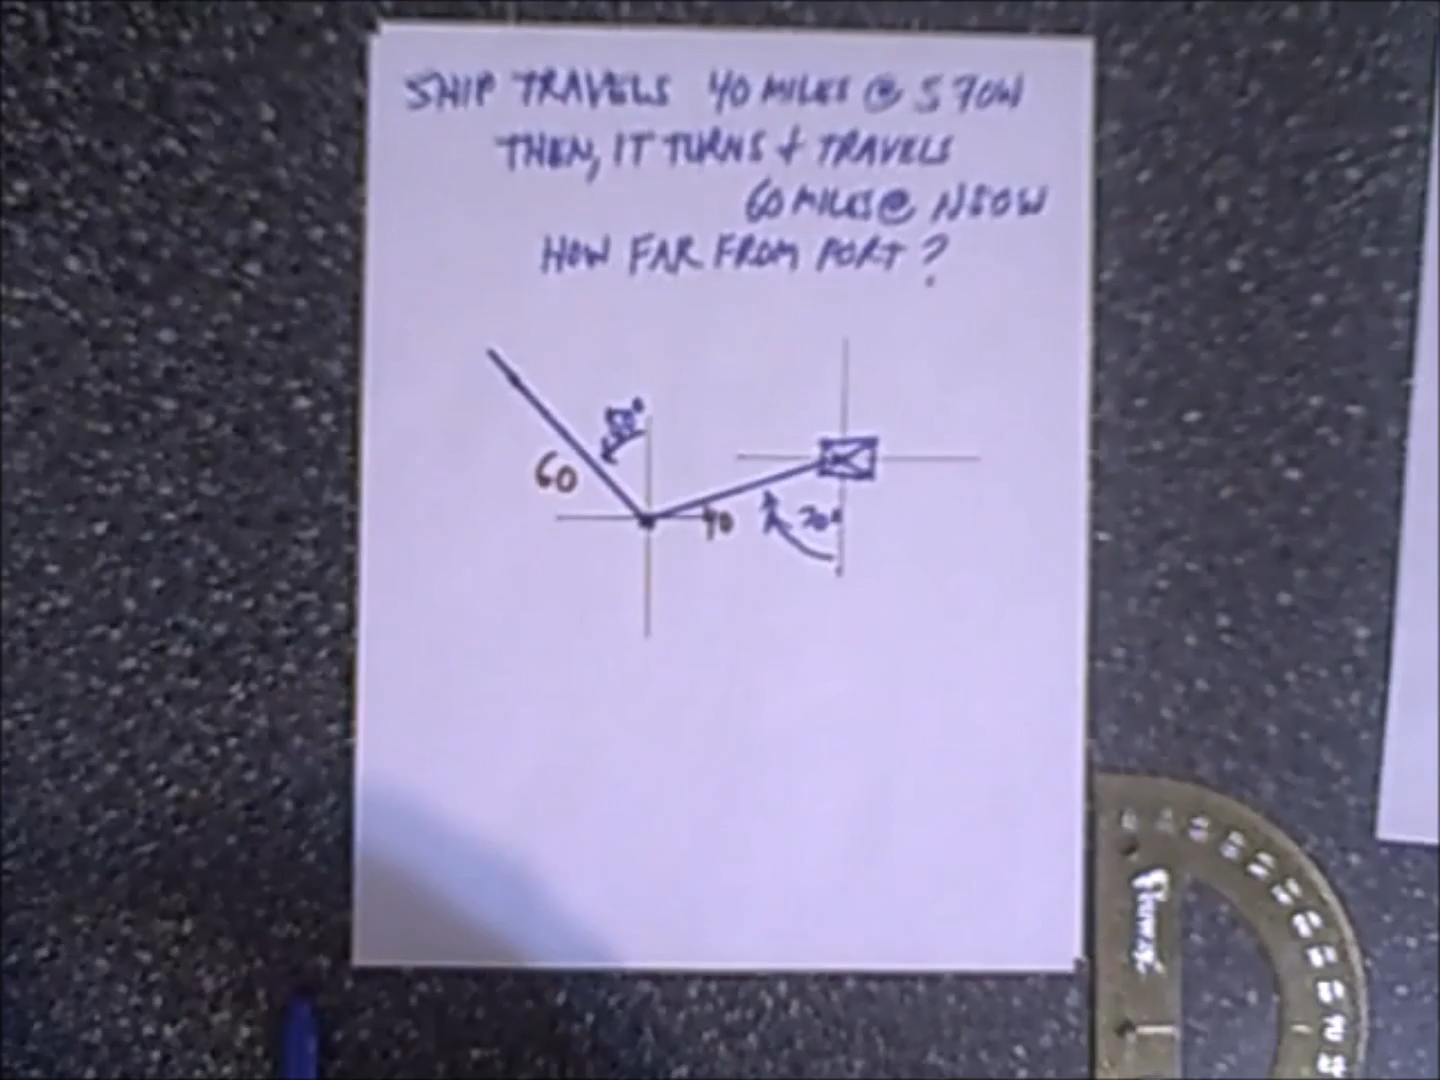 SHIP TRAVELS 40 MILES @ S 70W
THEN, IT TURNS + TRAVELS
60 MILES @ N50W
HOW FAR FROM PORT?
50°
60
40
70°